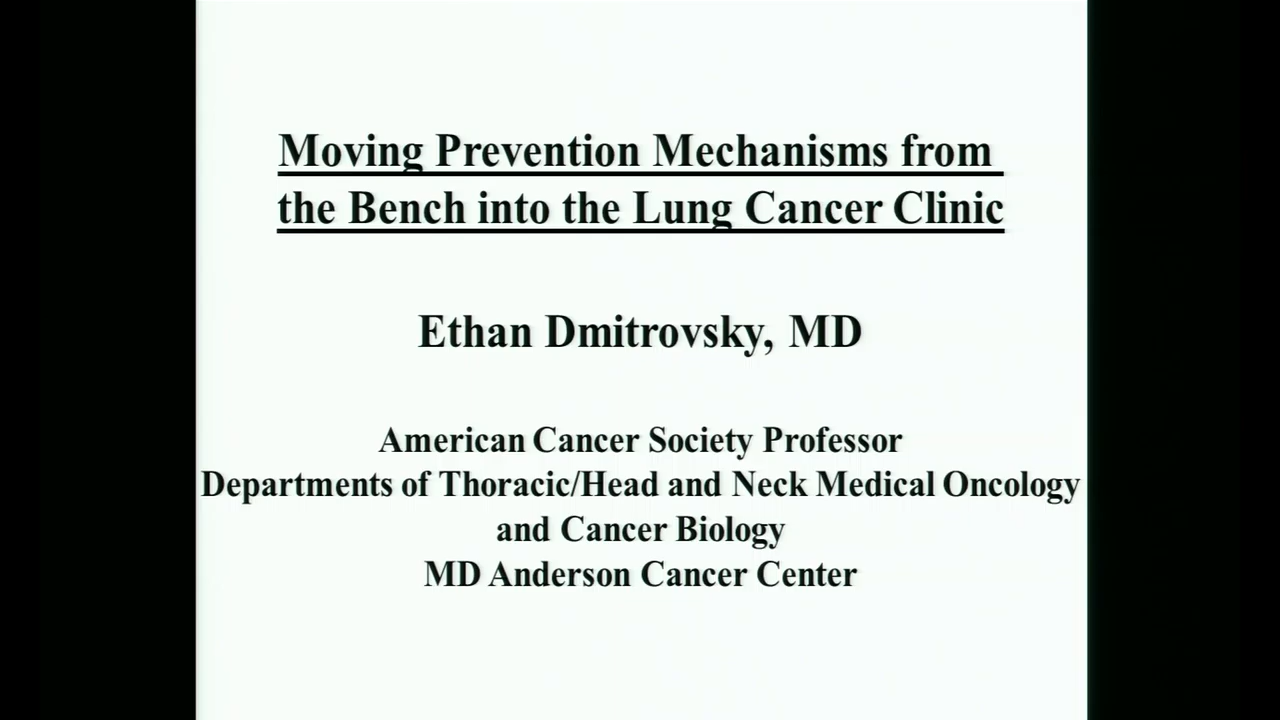 Moving Prevention Mechanisms from
the Bench into the Lung Cancer Clinic
Ethan Dmitrovsky, MD
American Cancer Society Professor
Departments of Thoracic/Head and Neck Medical Oncology
and Cancer Biology
MD Anderson Cancer Center